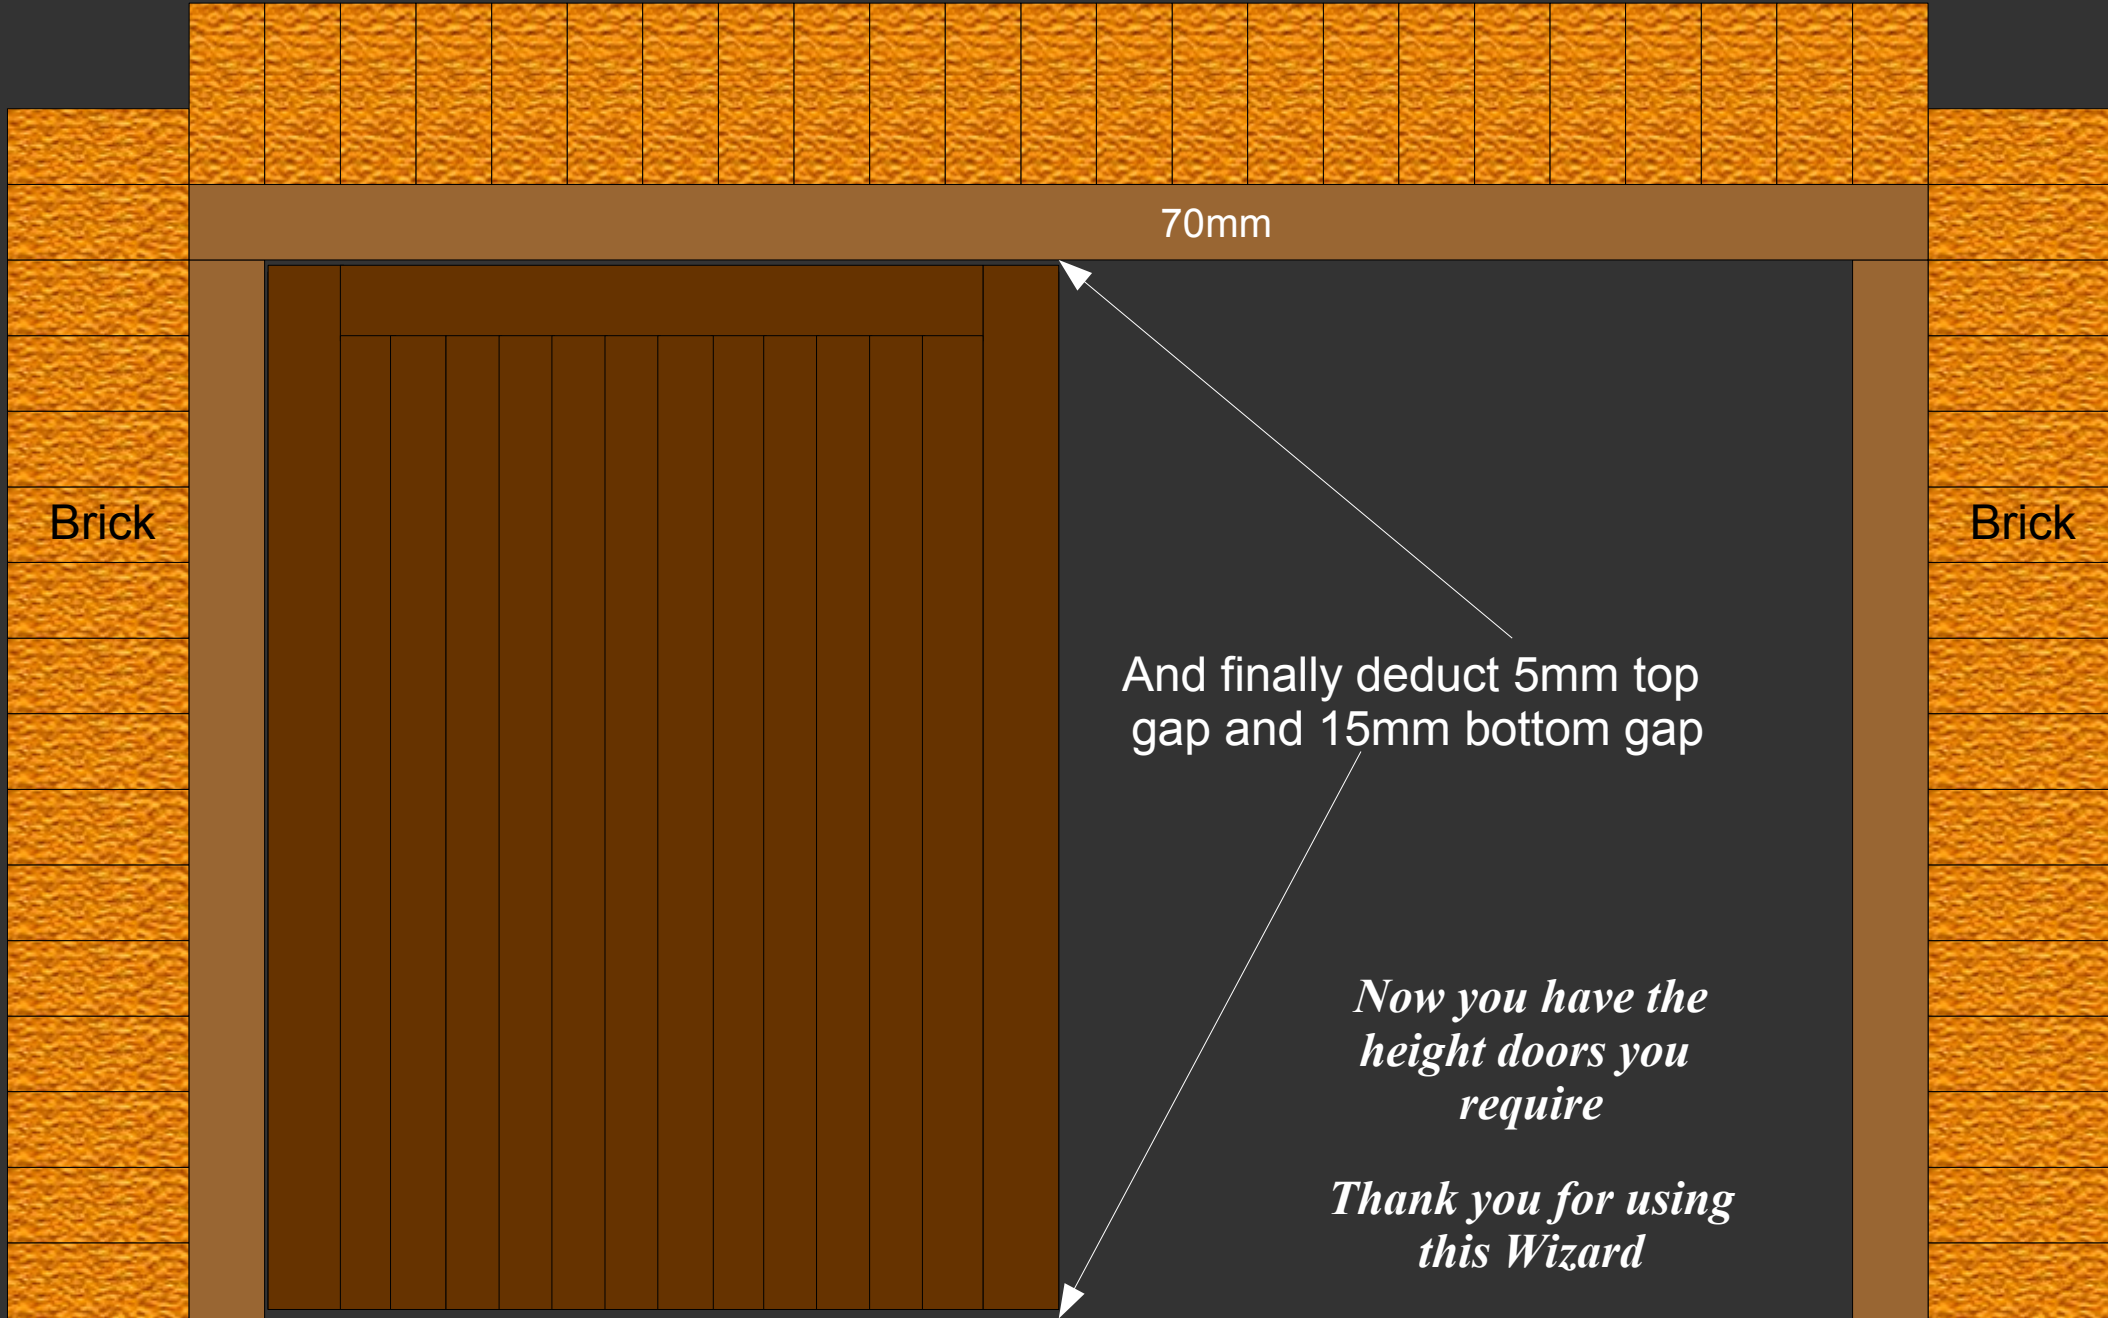 70mm
Brick
Brick
And finally deduct 5mm top
gap and 15mm bottom gap
Now you have the
height doors you
require
Thank you for using
this Wizard